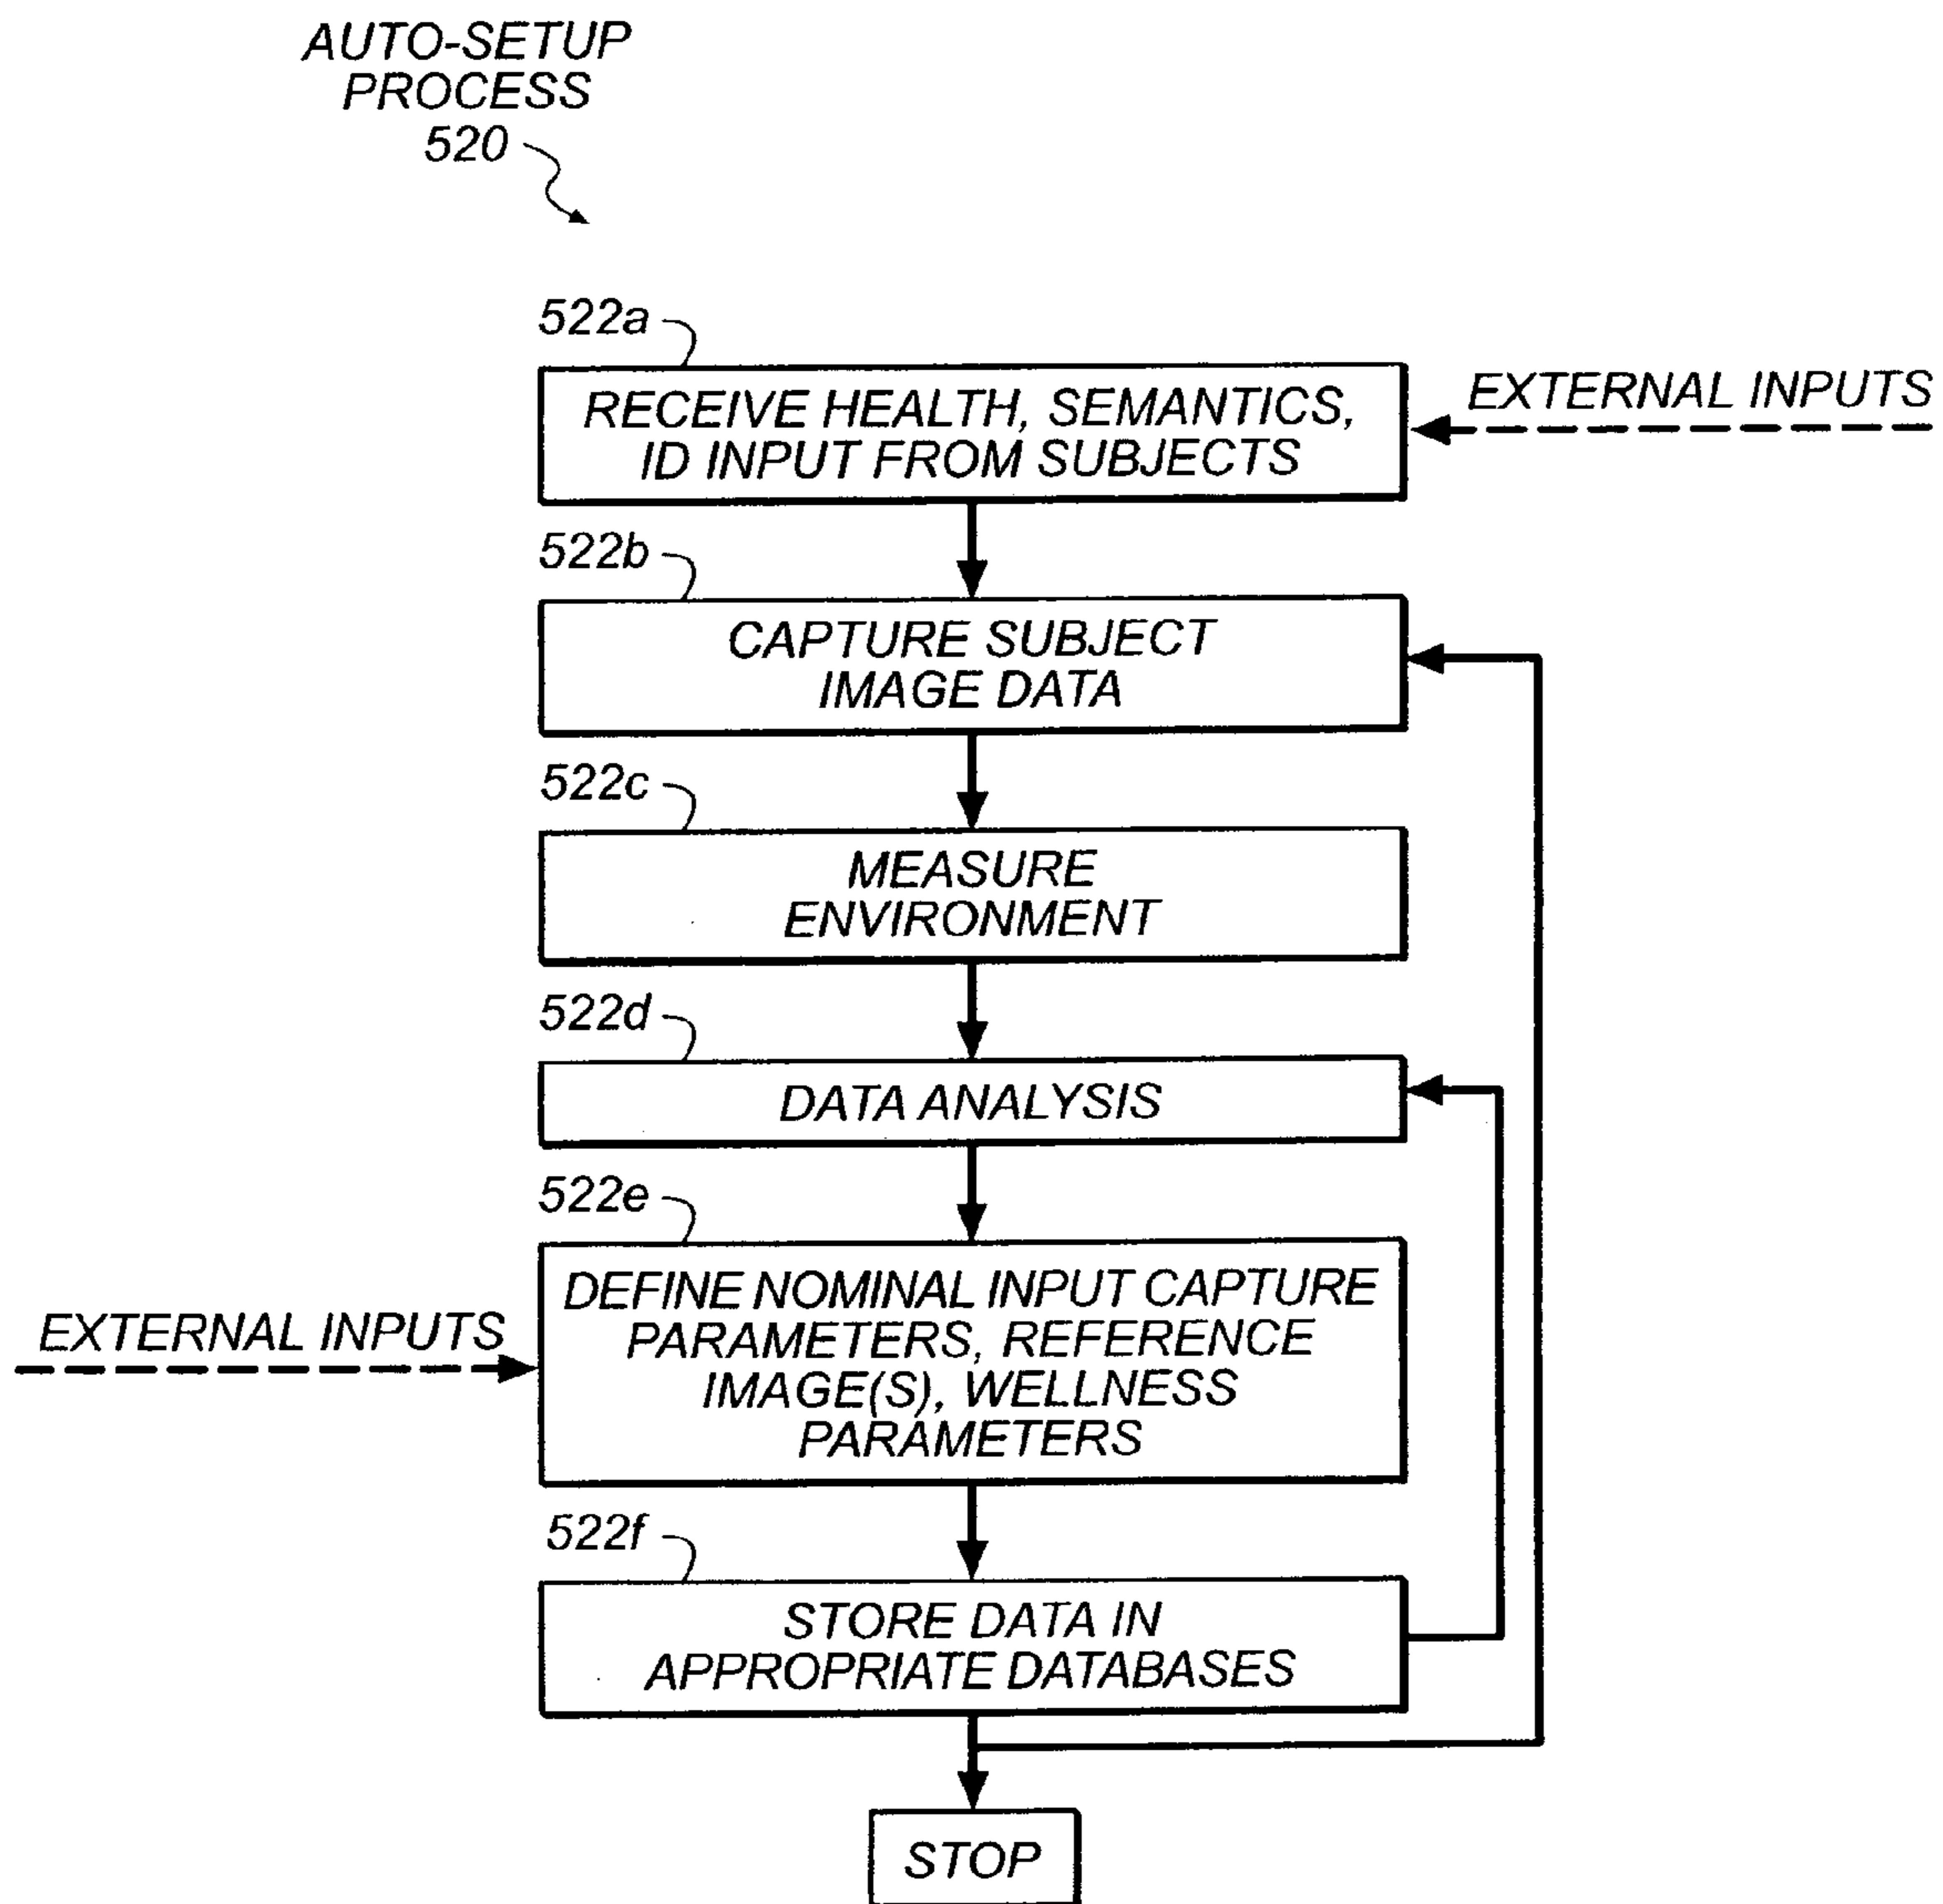 AUTO-SETUP
PROCESS
520
522a
RECEIVE HEALTH, SEMANTICS,
ID INPUT FROM SUBJECTS
EXTERNAL INPUTS
522b
CAPTURE SUBJECT
IMAGE DATA
522c
MEASURE
ENVIRONMENT
522d
DATA ANALYSIS
522e
DEFINE NOMINAL INPUT CAPTURE
PARAMETERS, REFERENCE
IMAGE(S), WELLNESS
PARAMETERS
EXTERNAL INPUTS
522f
STORE DATA IN
APPROPRIATE DATABASES
STOP